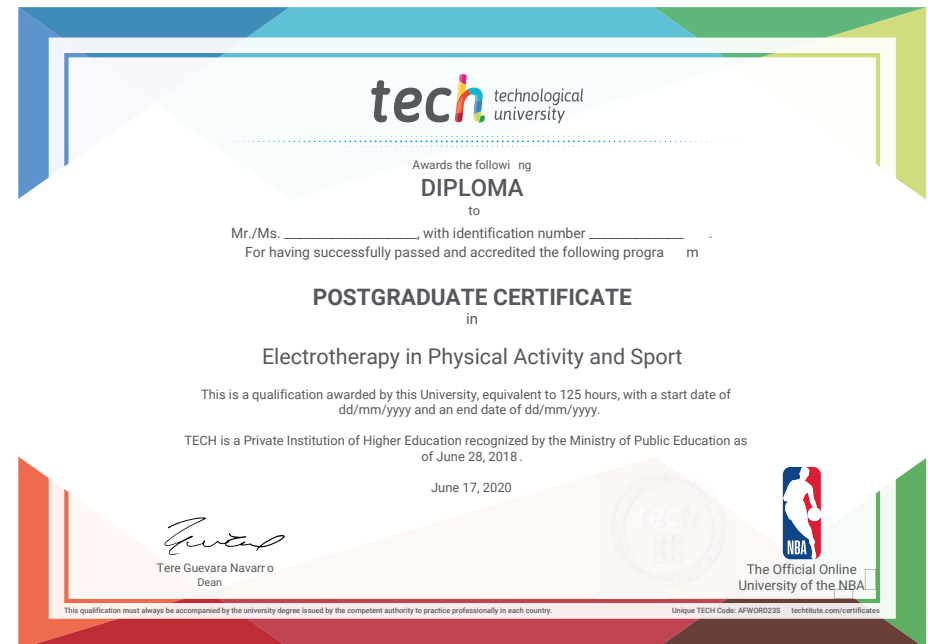 tech technological
university
Awards the followi ng
DIPLOMA
to
Mr./Ms. ____________________, with identification number ______________ .
For having successfully passed and accredited the following progra m
POSTGRADUATE CERTIFICATE
in
Electrotherapy in Physical Activity and Sport
This is a qualification awarded by this University, equivalent to 125 hours, with a start date of
dd/mm/yyyy and an end date of dd/mm/yyyy.
TECH is a Private Institution of Higher Education recognized by the Ministry of Public Education as
of June 28, 2018.
June 17, 2020
tech
NBA
Tere Guevara Navarr o
Dean
The Official Online
University of the NBA
This qualification must always be accompanied by the university degree issued by the competent authority to practice professionally in each country.
Unique TECH Code: AFWORD23S techtitute.com/certificates